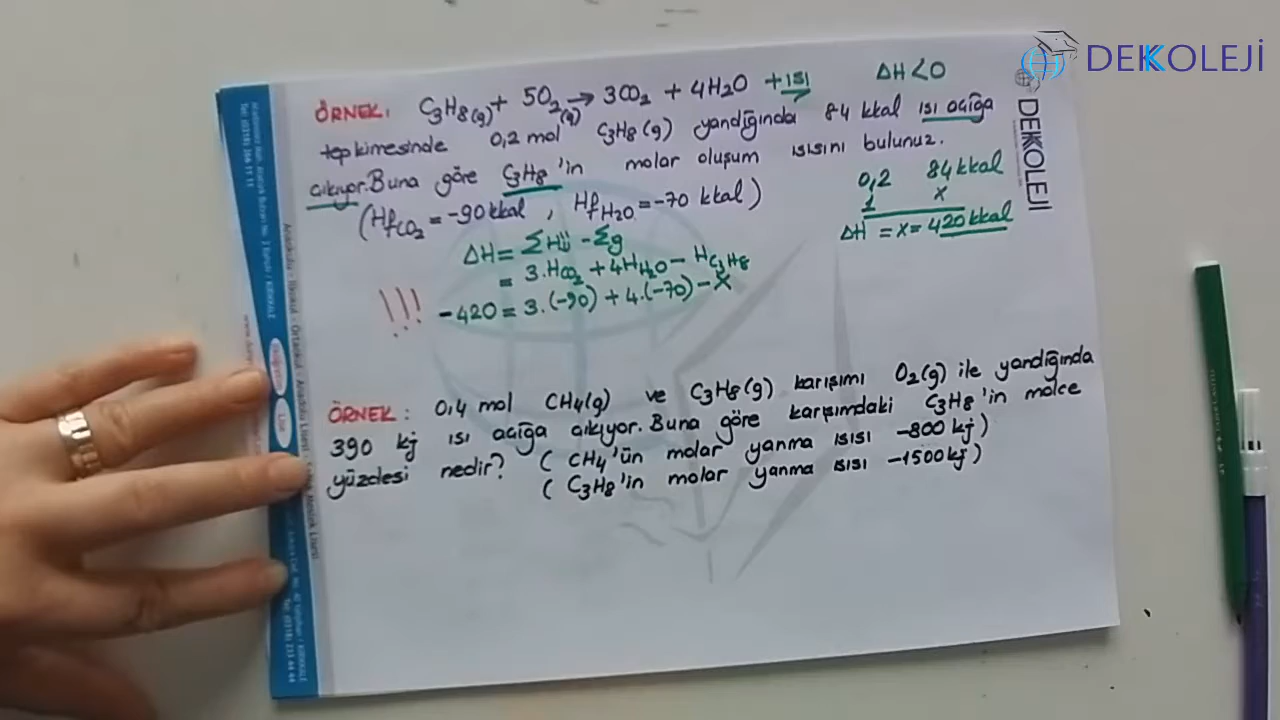 DEKKOLEJİ
ÖRNEK: C3H8(g) + 5O2(g) → 3CO2 + 4H2O + ısı ΔH<0
tepkimesinde 0,2 mol C3H8(g) yandığında 84 kkal ısı açığa
çıkıyor. Buna göre C3H8'in molar oluşum ısısını bulunuz.
(HfCO2 = -90 kkal , HfH2O = -70 kkal)
0,2 84 kkal
1 x
ΔH = x = 420 kkal
ΔH = ΣHü - Σg
= 3.HCO2 + 4HH2O - HC3H8
!!! -420 = 3.(-90) + 4.(-70) - X
ÖRNEK: 0,4 mol CH4(g) ve C3H8(g) karışımı O2(g) ile yandığında
390 kj ısı açığa çıkıyor. Buna göre karşımdaki C3H8'in molce
yüzdesi nedir? (CH4'ün molar yanma ısısı -800 kj)
(C3H8'in molar yanma ısısı -1500 kj)
DEKKOLEJİ